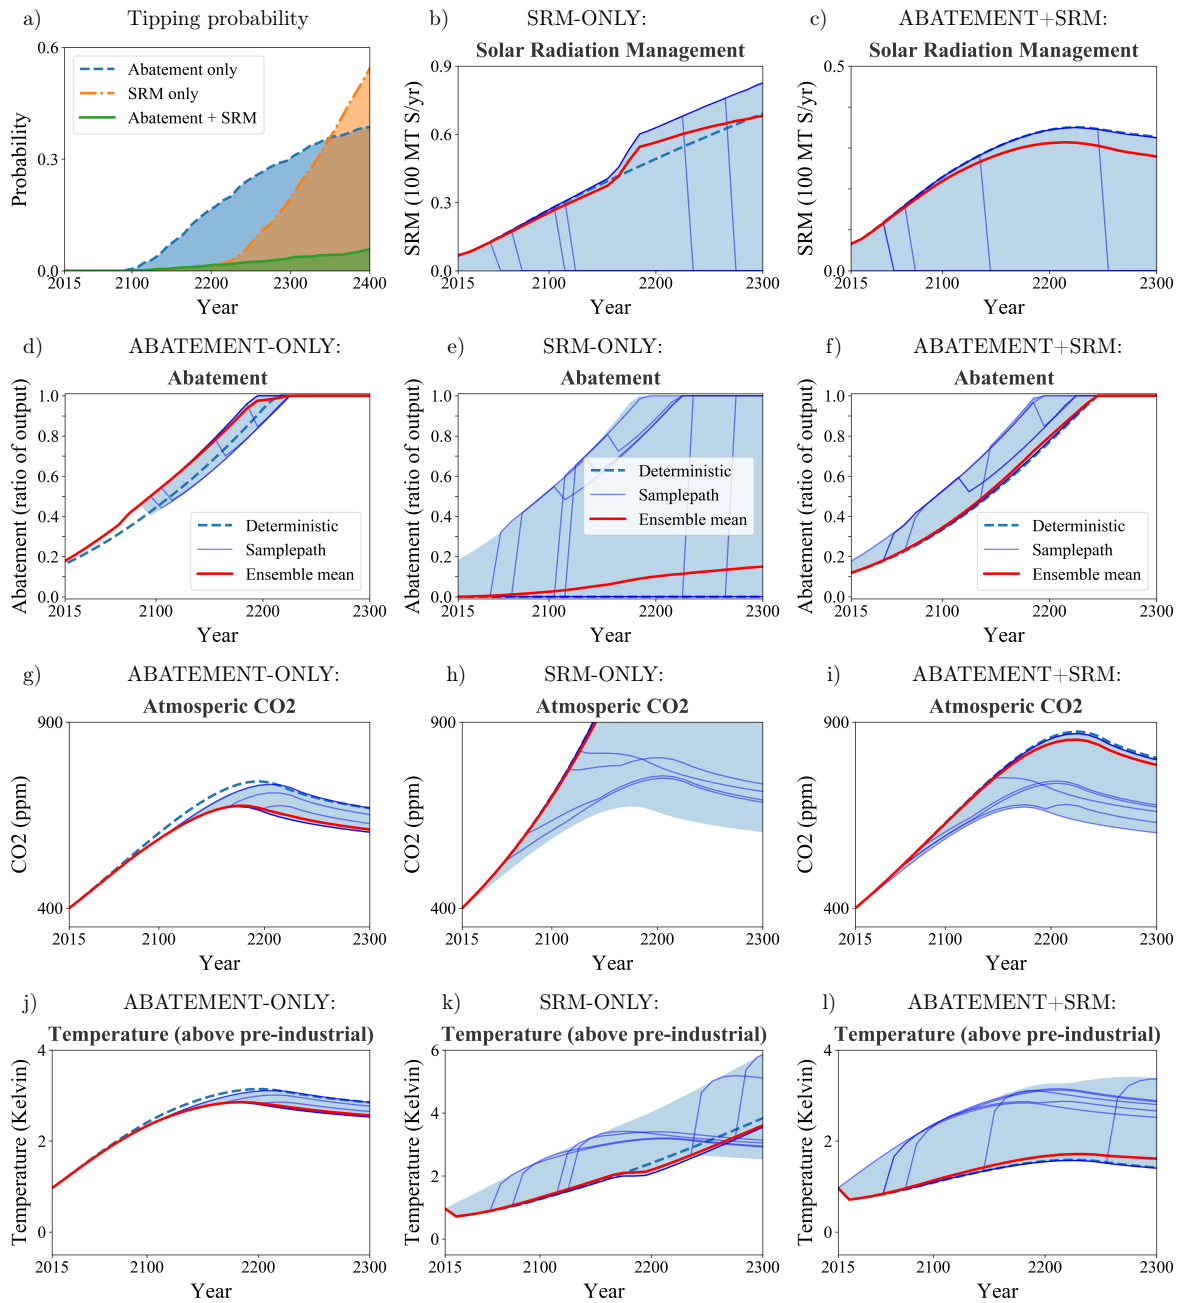 a) Tipping probability
0.6
0.3
0.0
Probability
Abatement only
SRM only
Abatement + SRM
2015 2100 2200 2300 2400
Year
b) SRM-ONLY:
Solar Radiation Management
0.9
0.6
0.3
0.0
SRM (100 MT S/yr)
2015 2100 2200 2300
Year
c) ABATEMENT+SRM:
Solar Radiation Management
0.5
0.0
SRM (100 MT S/yr)
2015 2100 2200 2300
Year
d) ABATEMENT-ONLY:
Abatement
1.0
0.8
0.6
0.4
0.2
0.0
Abatement (ratio of output)
Deterministic
Samplepath
Ensemble mean
2015 2100 2200 2300
Year
e) SRM-ONLY:
Abatement
1.0
0.8
0.6
0.4
0.2
0.0
Abatement (ratio of output)
Deterministic
Samplepath
Ensemble mean
2015 2100 2200 2300
Year
f) ABATEMENT+SRM:
Abatement
1.0
0.8
0.6
0.4
0.2
0.0
Abatement (ratio of output)
Deterministic
Samplepath
Ensemble mean
2015 2100 2200 2300
Year
g) ABATEMENT-ONLY:
Atmosperic CO2
900
400
CO2 (ppm)
2015 2100 2200 2300
Year
h) SRM-ONLY:
Atmosperic CO2
900
400
CO2 (ppm)
2015 2100 2200 2300
Year
i) ABATEMENT+SRM:
Atmosperic CO2
900
400
CO2 (ppm)
2015 2100 2200 2300
Year
j) ABATEMENT-ONLY:
Temperature (above pre-industrial)
4
2
0
Temperature (Kelvin)
2015 2100 2200 2300
Year
k) SRM-ONLY:
Temperature (above pre-industrial)
6
4
2
0
Temperature (Kelvin)
2015 2100 2200 2300
Year
l) ABATEMENT+SRM:
Temperature (above pre-industrial)
4
2
0
Temperature (Kelvin)
2015 2100 2200 2300
Year